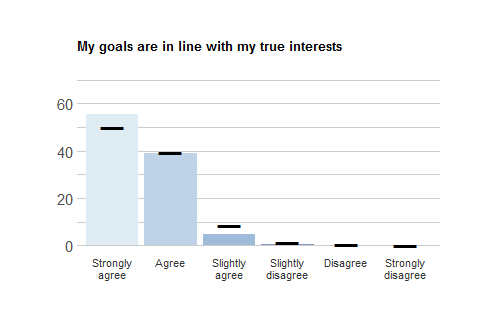 My goals are in line with my true interests
60
40
20
0
Strongly
agree
Agree
Slightly
agree
Slightly
disagree
Disagree
Strongly
disagree